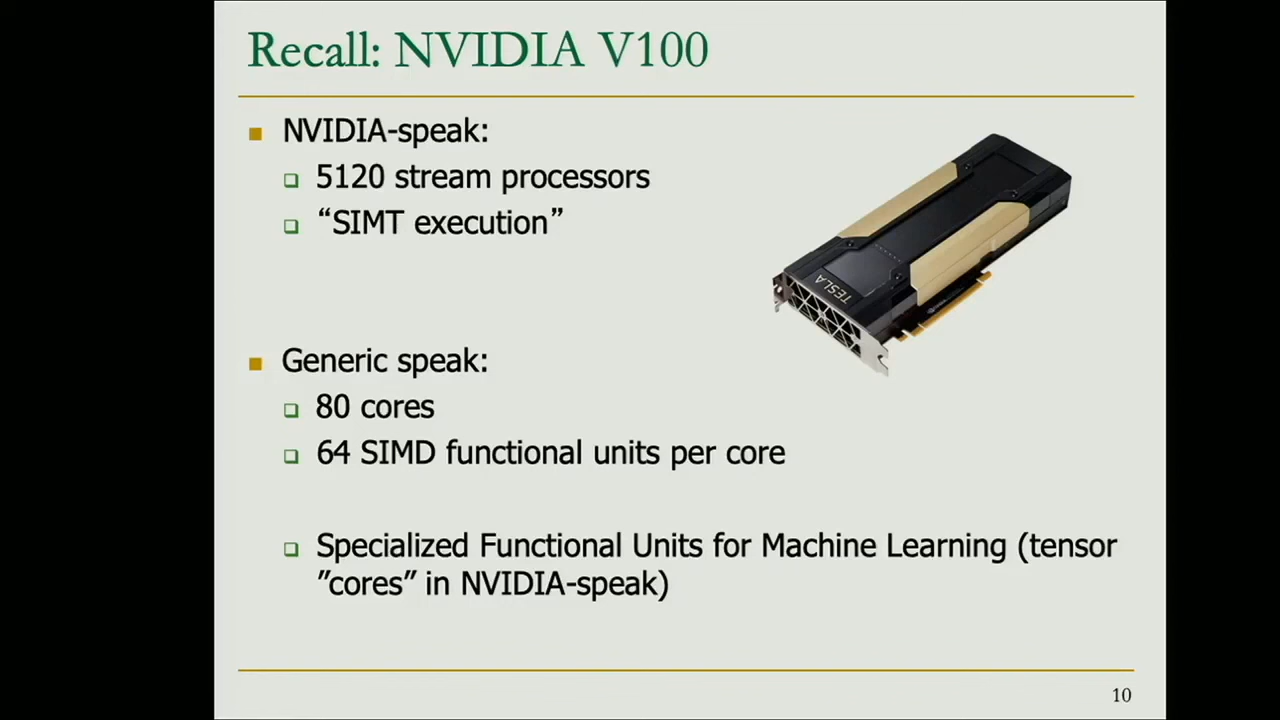 Recall: NVIDIA V100
NVIDIA-speak:
5120 stream processors
“SIMT execution”
TESLA
Generic speak:
80 cores
64 SIMD functional units per core
Specialized Functional Units for Machine Learning (tensor
”cores” in NVIDIA-speak)
10